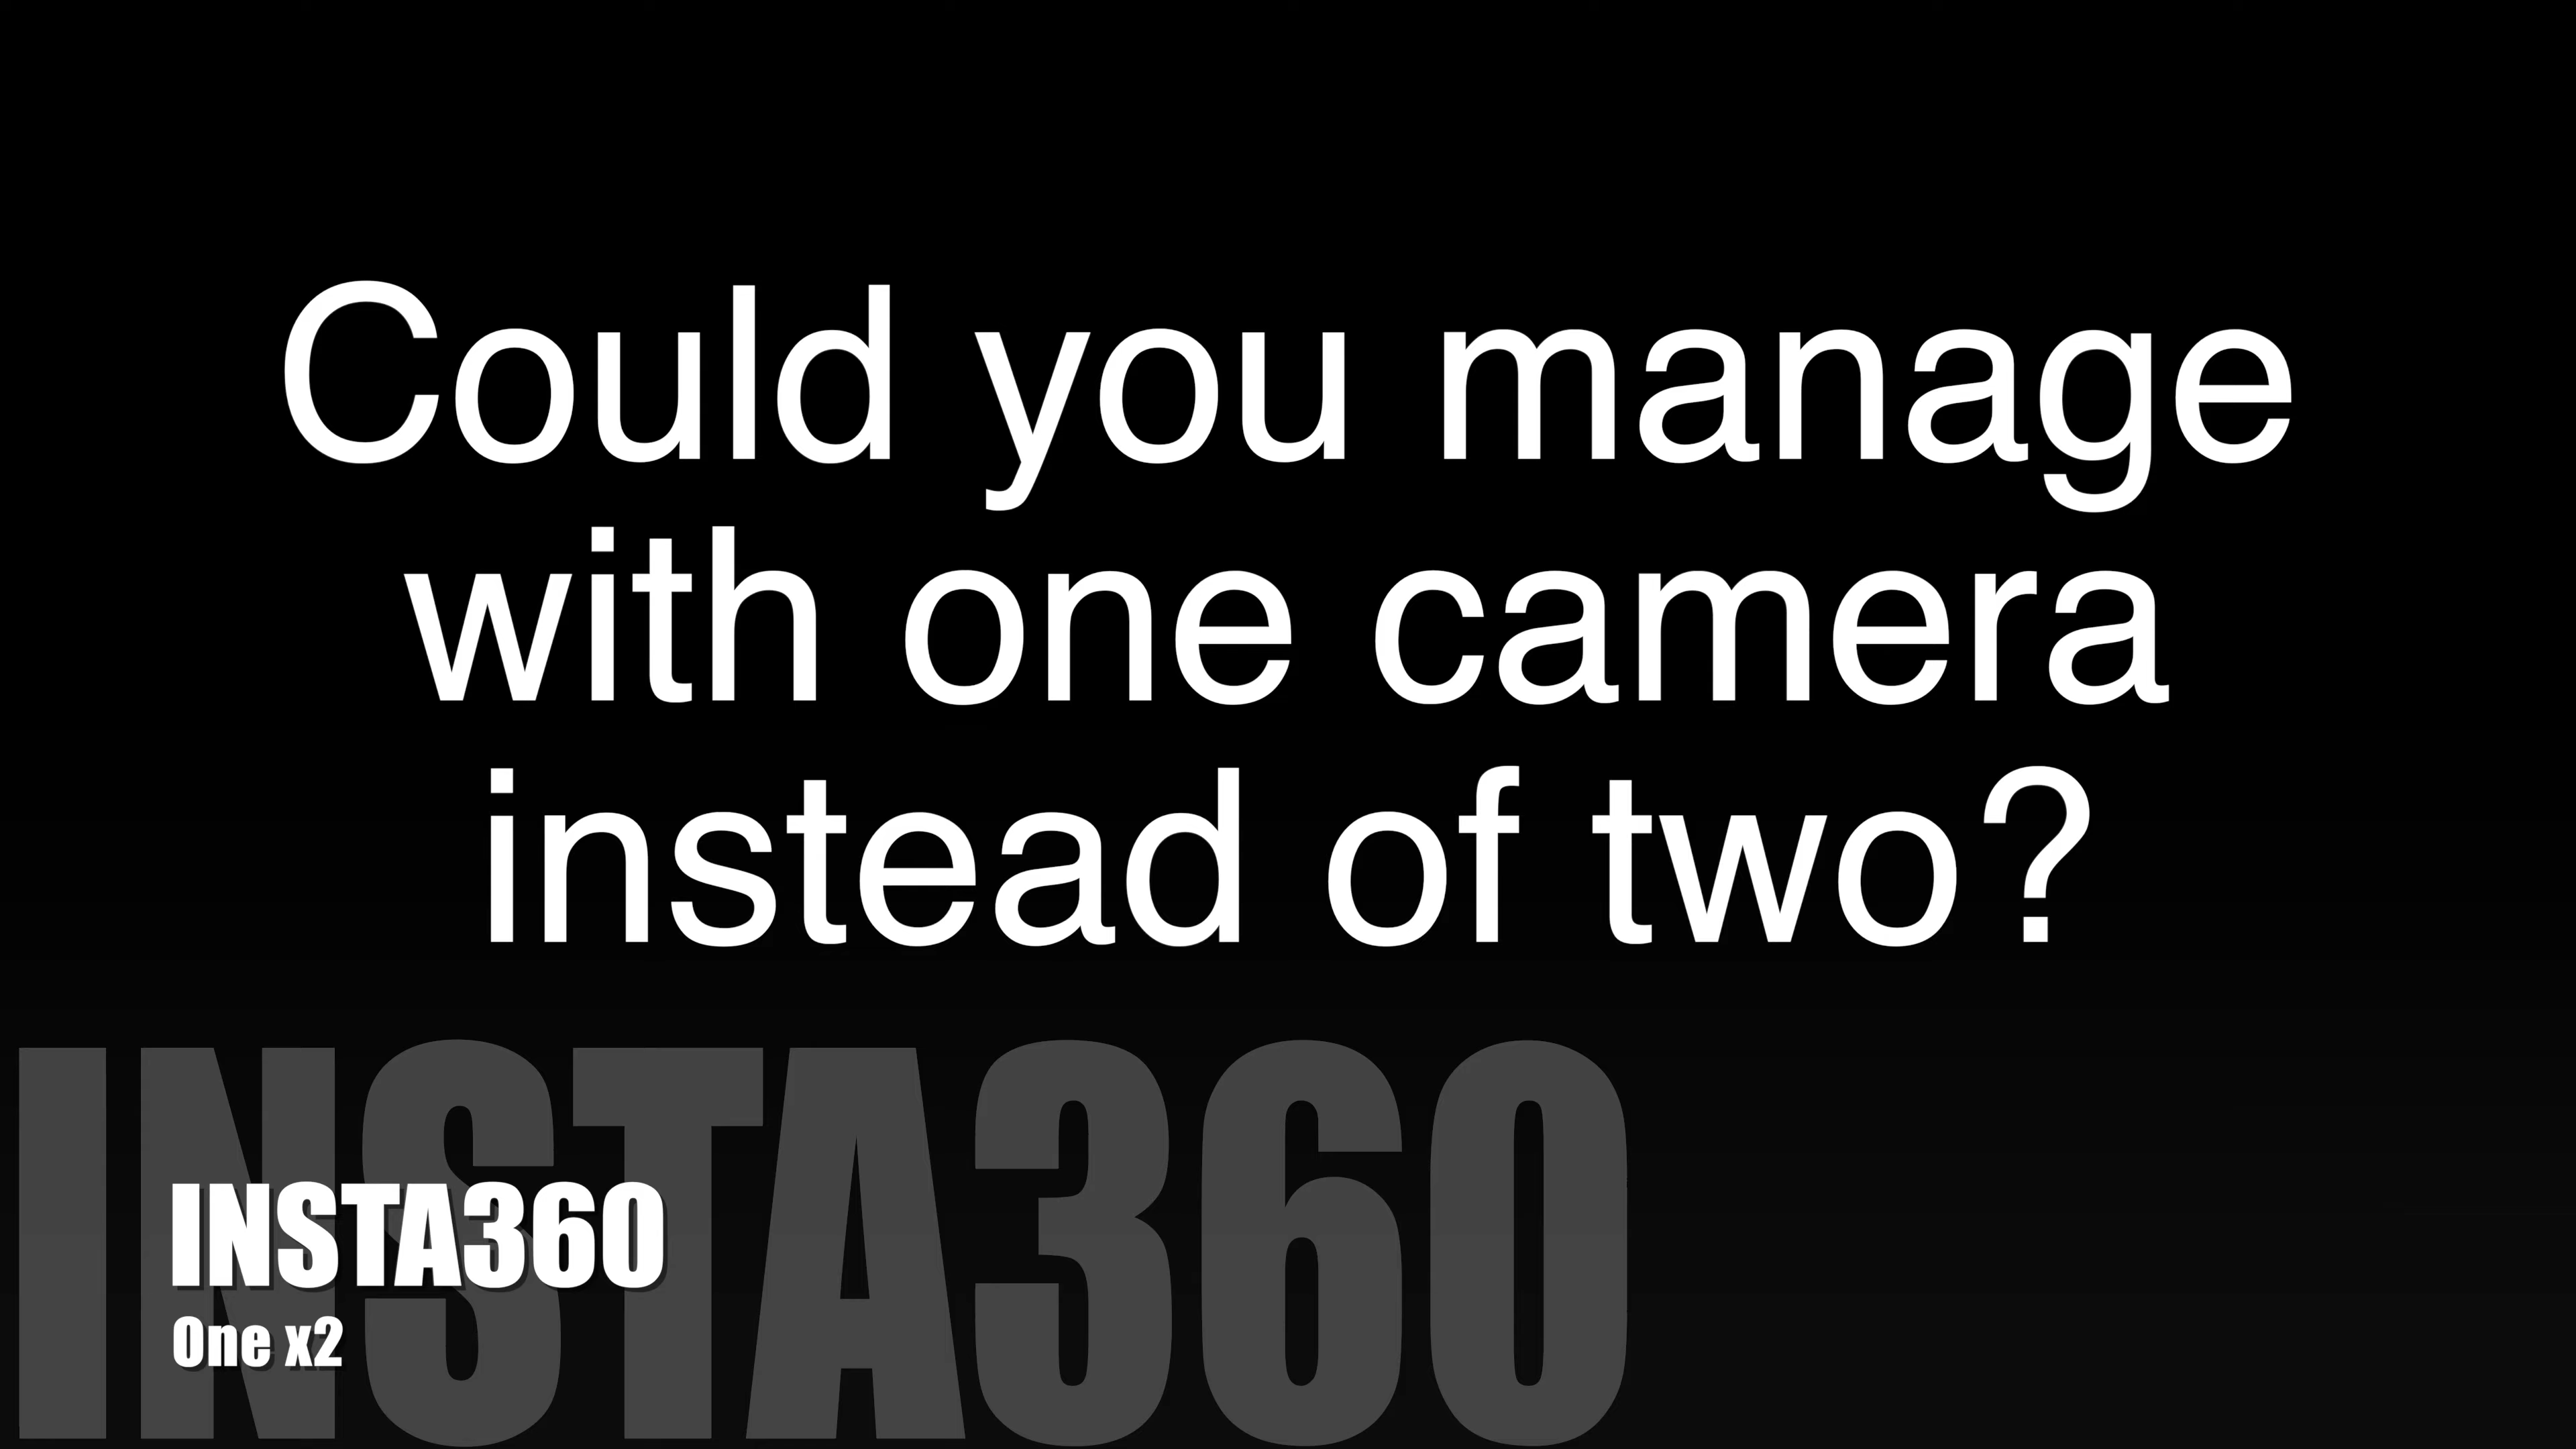 Could you manage
with one camera
instead of two?
INSTA360
INSTA360
One x2